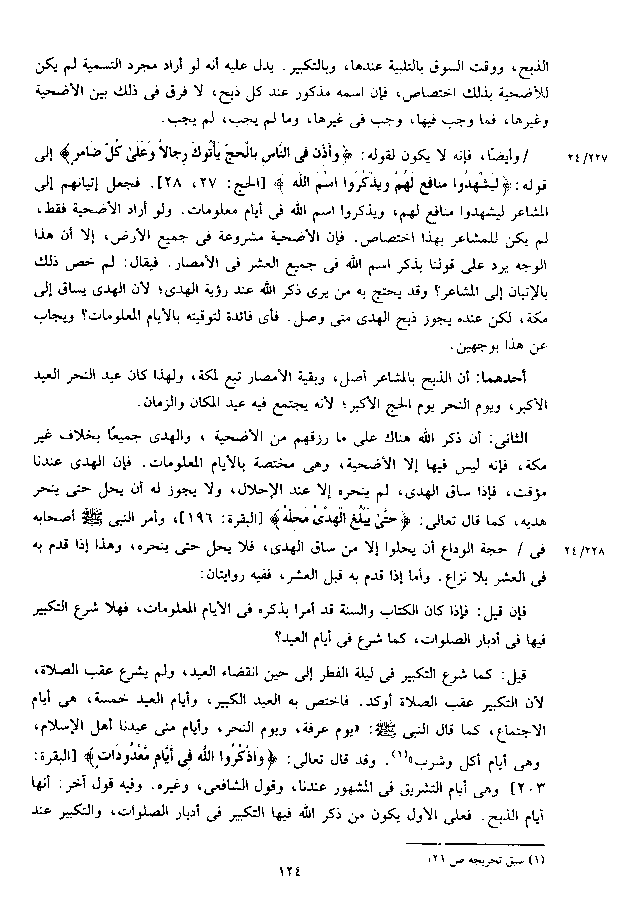 الذبح، ووقت السوق بالتلبية عندها، وبالتكبير. يدل عليه أنه لو أراد مجرد التسمية لم يكن
للأضحية بذلك اختصاص، فإن اسمه مذكور عند كل ذبح، لا فرق فى ذلك بين الأضحية
وغيرها، فما وجب فيها، وجب فى غيرها، وما لم يجب، لم يجب.
٢٤/٢٢٧ / وأيضًا، فإنه لا يكون لقوله: ﴿ وَأَذِّن فِى النَّاسِ بِالْحَجِّ يَأْتُوكَ رِجَالاً وَعَلَىٰ كُلِّ ضَامِرٍ ﴾ إلى
قوله: ﴿ لِيَشْهَدُوا مَنَافِعَ لَهُمْ وَيَذْكُرُوا اسْمَ اللَّهِ ﴾ [الحج: ٢٧، ٢٨]. فجعل إتيانهم إلى
المشاعر ليشهدوا منافع لهم، ويذكروا اسم الله فى أيام معلومات. ولو أراد الأضحية فقط،
لم يكن للمشاعر بهذا اختصاص. فإن الأضحية مشروعة فى جميع الأرض، إلا أن هذا
الوجه يرد على قولنا بذكر اسم الله فى جميع العشر فى الأمصار. فيقال: لم خص ذلك
بالإتيان إلى المشاعر؟ وقد يحتج به من يرى ذكر الله عند رؤية الهدى؛ لأن الهدى يساق إلى
مكة، لكن عنده يجوز ذبح الهدى متى وصل. فأى فائدة لتوقيته بالأيام المعلومات؟ ويجاب
عن هذا بوجهين.
أحدهما: أن الذبح بالمشاعر أصل، وبقية الأمصار تبع لمكة، ولهذا كان عيد النحر العيد
الأكبر، ويوم النحر يوم الحج الأكبر؛ لأنه يجتمع فيه عيد المكان والزمان.
الثانى: أن ذكر الله هناك على ما رزقهم من الأضحية ، والهدى جميعًا بخلاف غير
مكة، فإنه ليس فيها إلا الأضحية، وهى مختصة بالأيام المعلومات. فإن الهدى عندنا
مؤقت، فإذا ساق الهدى، لم ينحره إلا عند الإحلال، ولا يجوز له أن يحل حتى ينحر
هديه، كما قال تعالى: ﴿ حَتَّىٰ يَبْلُغَ الْهَدْىُ مَحِلَّهُ ﴾ [البقرة: ١٩٦]، وأمر النبى ﷺ أصحابه
٢٤/٢٢٨ فى / حجة الوداع أن يحلوا إلا من ساق الهدى، فلا يحل حتى ينحره، وهذا إذا قدم به
فى العشر بلا نزاع. وأما إذا قدم به قبل العشر، ففيه روايتان:
فإن قيل: فإذا كان الكتاب والسنة قد أمرا بذكره فى الأيام المعلومات، فهلا شرع التكبير
فيها فى أدبار الصلوات، كما شرع فى أيام العيد؟
قيل: كما شرع التكبير فى ليلة الفطر إلى حين انقضاء العيد، ولم يشرع عقب الصلاة،
لأن التكبير عقب الصلاة أوكد. فاختص به العيد الكبير، وأيام العيد خمسة، هى أيام
الاجتماع، كما قال النبى ﷺ: «يوم عرفة، ويوم النحر، وأيام منى عيدنا أهل الإسلام،
وهى أيام أكل وشرب»(١). وقد قال تعالى: ﴿ وَاذْكُرُوا اللَّهَ فِى أَيَّامٍ مَّعْدُودَاتٍ ﴾ [البقرة:
٢٠٣] وهى أيام التشريق فى المشهور عندنا، وقول الشافعى، وغيره. وفيه قول آخر: أنها
أيام الذبح. فعلى الأول يكون من ذكر الله فيها التكبير فى أدبار الصلوات، والتكبير عند
(١) سبق تخريجه ص
١٢٤